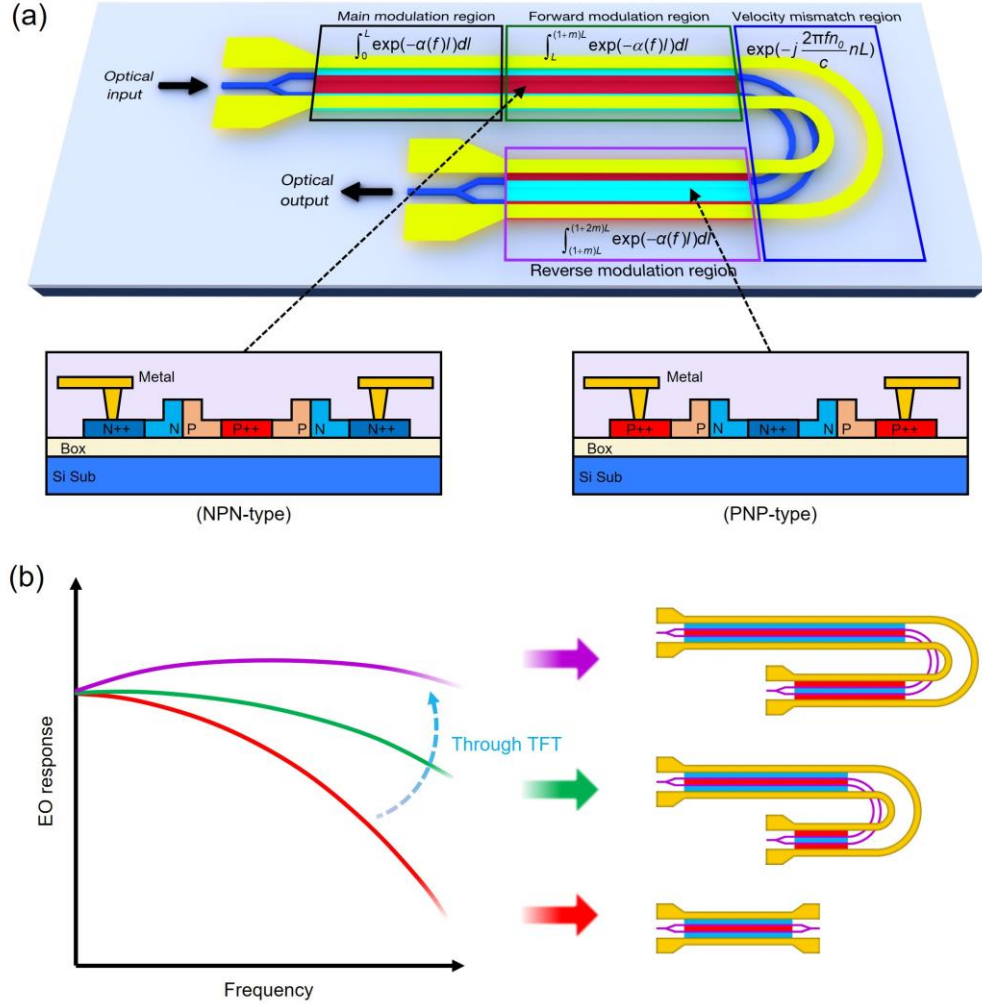 (a)
Main modulation region
Forward modulation region
Velocity mismatch region
∫₀ᴸ exp(-α(f)l)dl
∫_L^{(1+m)L} exp(-α(f)l)dl
exp(-j 2πfn₀/c nL)
Optical
input
Optical
output
∫_{(1+m)L}^{(1+2m)L} exp(-α(f)l)dl
Reverse modulation region
Metal
N++ N P P++ P N N++
Box
Si Sub
(NPN-type)
Metal
P++ P N N++ N P P++
Box
Si Sub
(PNP-type)
(b)
EO response
Through TFT
Frequency